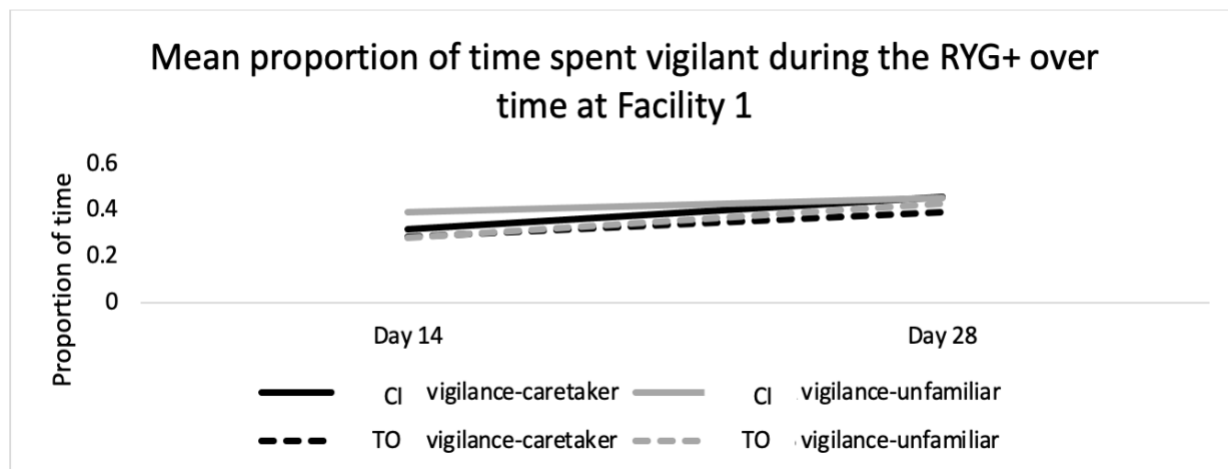 Mean proportion of time spent vigilant during the RYG+ over
time at Facility 1
Proportion of time
0.6
0.4
0.2
0
Day 14 Day 28
CI vigilance-caretaker CI vigilance-unfamiliar
TO vigilance-caretaker TO vigilance-unfamiliar